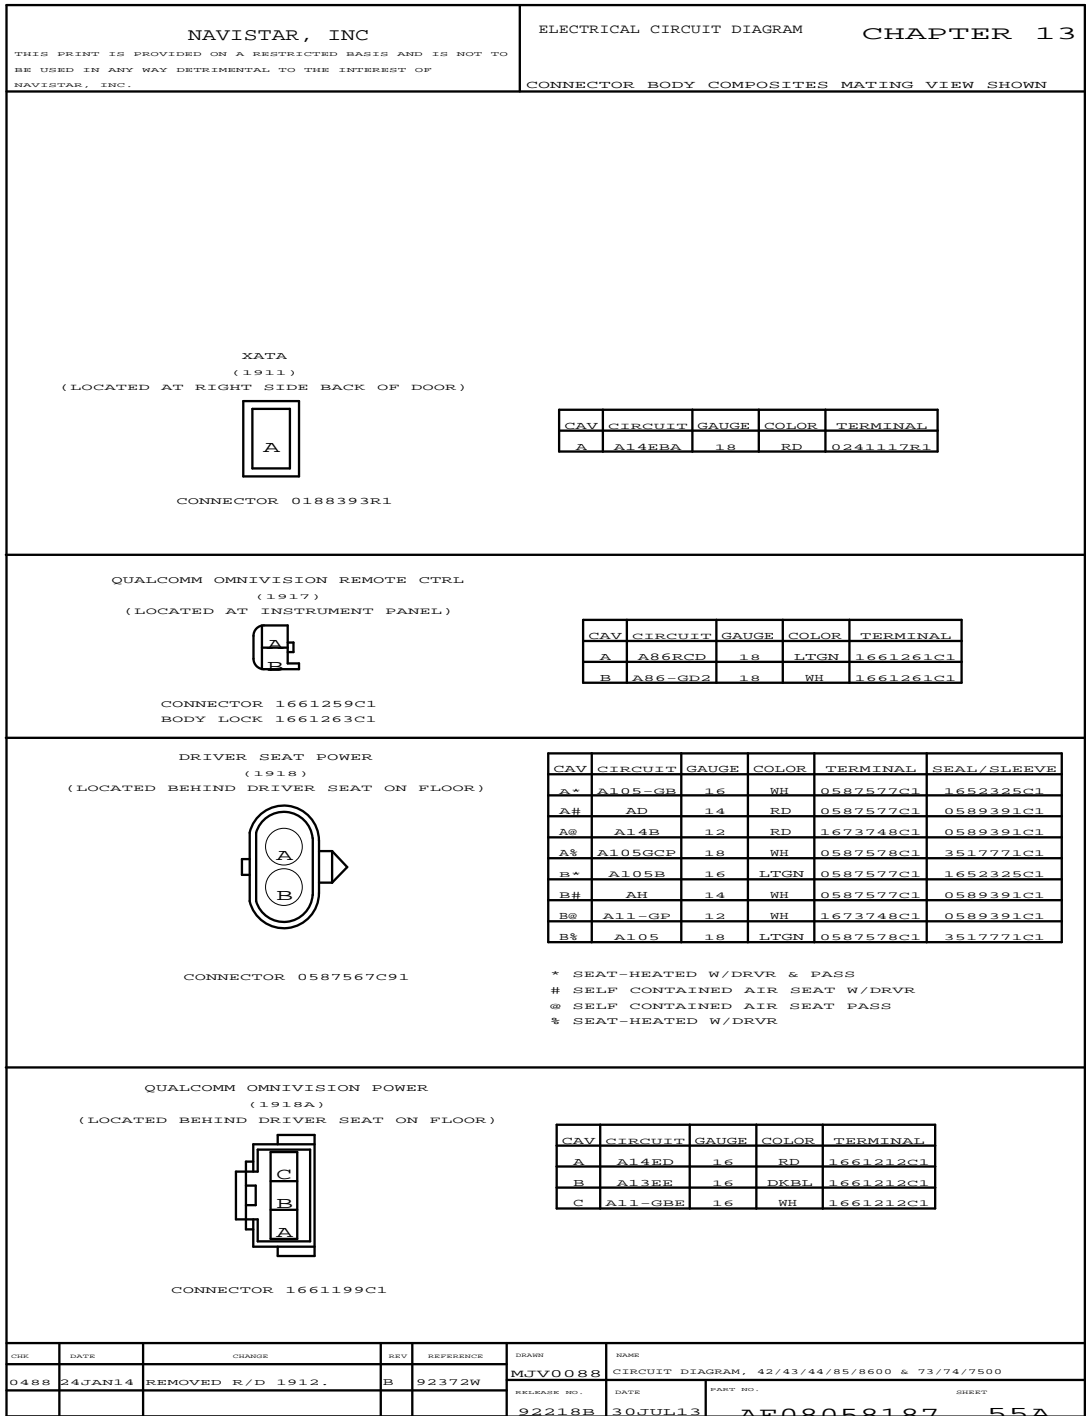 NAVISTAR, INC
THIS PRINT IS PROVIDED ON A RESTRICTED BASIS AND IS NOT TO
BE USED IN ANY WAY DETRIMENTAL TO THE INTEREST OF
NAVISTAR, INC.
ELECTRICAL CIRCUIT DIAGRAM CHAPTER 13
CONNECTOR BODY COMPOSITES MATING VIEW SHOWN
XATA
(1911)
(LOCATED AT RIGHT SIDE BACK OF DOOR)
A
CONNECTOR 0188393R1
CAV CIRCUIT GAUGE COLOR TERMINAL
A A14EBA 18 RD 0241117R1
QUALCOMM OMNIVISION REMOTE CTRL
(1917)
(LOCATED AT INSTRUMENT PANEL)
A
B
CONNECTOR 1661259C1
BODY LOCK 1661263C1
CAV CIRCUIT GAUGE COLOR TERMINAL
A A86RCD 18 LTGN 1661261C1
B A86-GD2 18 WH 1661261C1
DRIVER SEAT POWER
(1918)
(LOCATED BEHIND DRIVER SEAT ON FLOOR)
A
B
CONNECTOR 0587567C91
CAV CIRCUIT GAUGE COLOR TERMINAL SEAL/SLEEVE
A* A105-GB 16 WH 0587577C1 1652325C1
A# AD 14 RD 0587577C1 0589391C1
A@ A14B 12 RD 1673748C1 0589391C1
A% A105GCP 18 WH 0587578C1 3517771C1
B* A105B 16 LTGN 0587577C1 1652325C1
B# AH 14 WH 0587577C1 0589391C1
B@ A11-GP 12 WH 1673748C1 0589391C1
B% A105 18 LTGN 0587578C1 3517771C1
* SEAT-HEATED W/DRVR & PASS
# SELF CONTAINED AIR SEAT W/DRVR
@ SELF CONTAINED AIR SEAT PASS
% SEAT-HEATED W/DRVR
QUALCOMM OMNIVISION POWER
(1918A)
(LOCATED BEHIND DRIVER SEAT ON FLOOR)
C
B
A
CONNECTOR 1661199C1
CAV CIRCUIT GAUGE COLOR TERMINAL
A A14ED 16 RD 1661212C1
B A13EE 16 DKBL 1661212C1
C A11-GBE 16 WH 1661212C1
CHK DATE CHANGE REV REFERENCE
0488 24JAN14 REMOVED R/D 1912. B 92372W
DRAWN NAME
MJV0088 CIRCUIT DIAGRAM, 42/43/44/85/8600 & 73/74/7500
RELEASE NO. DATE PART NO. SHEET
92218B 30JUL13 AF08058187 55A